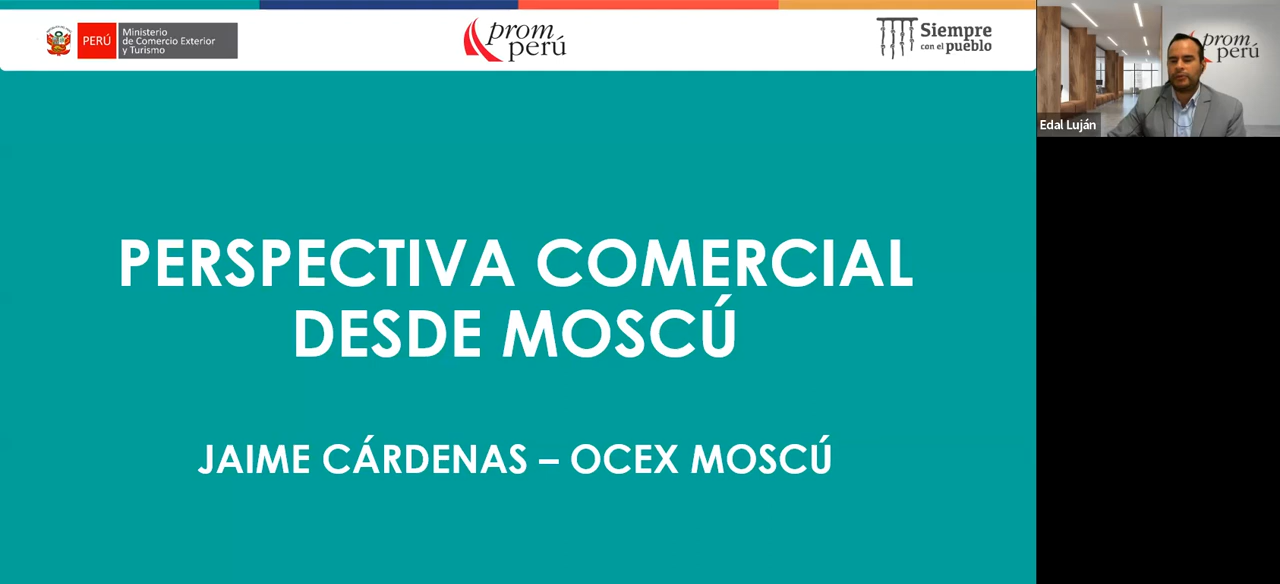 PERÚ
Ministerio
de Comercio Exterior
y Turismo
prom
perú
Siempre
con el pueblo
prom
perú
Edal Luján
PERSPECTIVA COMERCIAL
DESDE MOSCÚ
JAIME CÁRDENAS – OCEX MOSCÚ